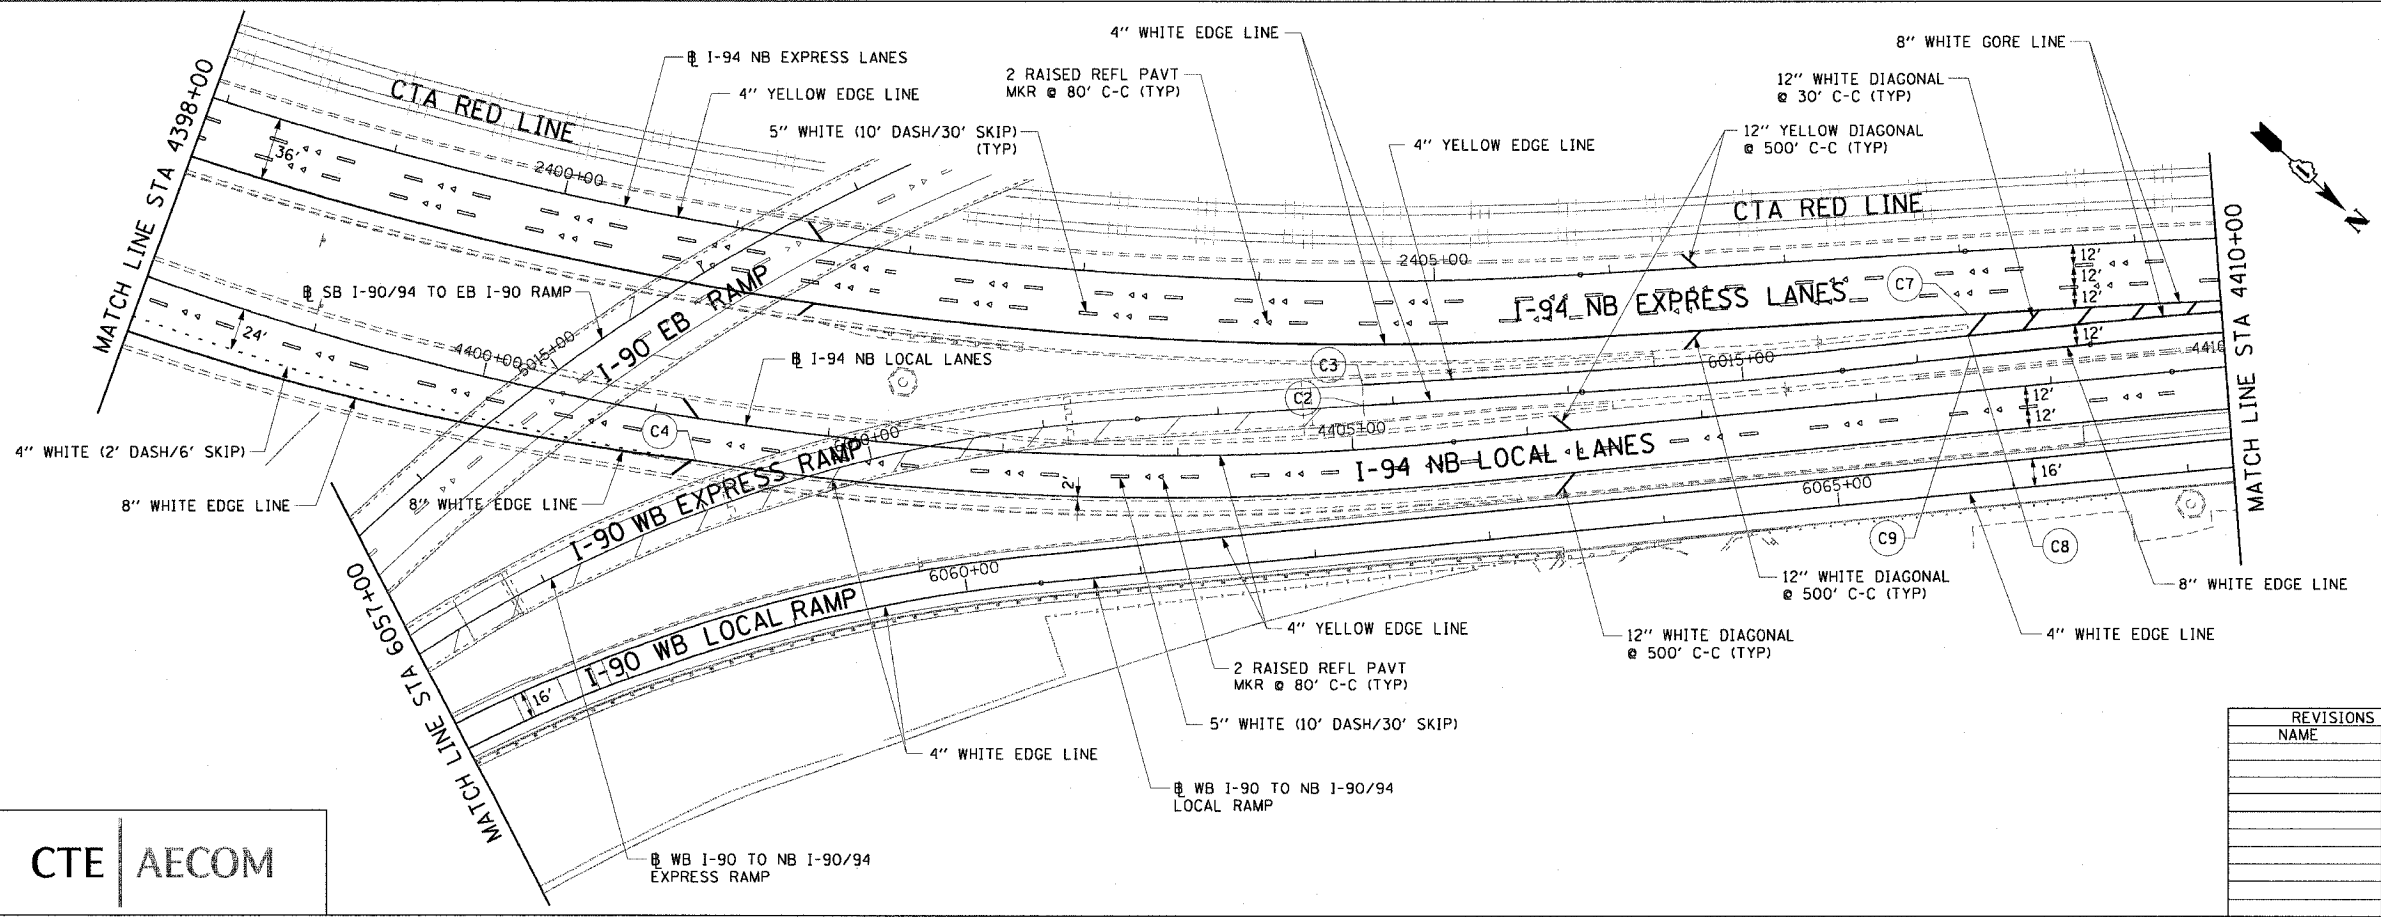 4" WHITE EDGE LINE
8" WHITE GORE LINE
℄ I-94 NB EXPRESS LANES
2 RAISED REFL PAVT
MKR @ 80' C-C (TYP)
12" WHITE DIAGONAL
@ 30' C-C (TYP)
4" YELLOW EDGE LINE
CTA RED LINE
5" WHITE (10' DASH/30' SKIP)
(TYP)
4" YELLOW EDGE LINE
12" YELLOW DIAGONAL
@ 500' C-C (TYP)
MATCH LINE STA 4398+00
36'
2400+00
CTA RED LINE
N
2405+00
12'
12'
12'
C7
MATCH LINE STA 4410+00
℄ SB I-90/94 TO EB I-90 RAMP
I-90 EB RAMP
I-94 NB EXPRESS LANES
24'
4400+00
5015+00
℄ I-94 NB LOCAL LANES
C
C3
6015+00
12'
4410
C2
12'
12'
C4
4405+00
4" WHITE (2' DASH/6' SKIP)
8" WHITE EDGE LINE
8" WHITE EDGE LINE
I-90 WB EXPRESS RAMP
2'
I-94 NB LOCAL LANES
16'
6065+00
C
C9
C8
6057+00
MATCH LINE STA
6060+00
I-90 WB LOCAL RAMP
16'
12" WHITE DIAGONAL
@ 500' C-C (TYP)
8" WHITE EDGE LINE
4" YELLOW EDGE LINE
12" WHITE DIAGONAL
@ 500' C-C (TYP)
4" WHITE EDGE LINE
2 RAISED REFL PAVT
MKR @ 80' C-C (TYP)
5" WHITE (10' DASH/30' SKIP)
4" WHITE EDGE LINE
℄ WB I-90 TO NB I-90/94
LOCAL RAMP
℄ WB I-90 TO NB I-90/94
EXPRESS RAMP
REVISIONS
NAME
CTE AECOM